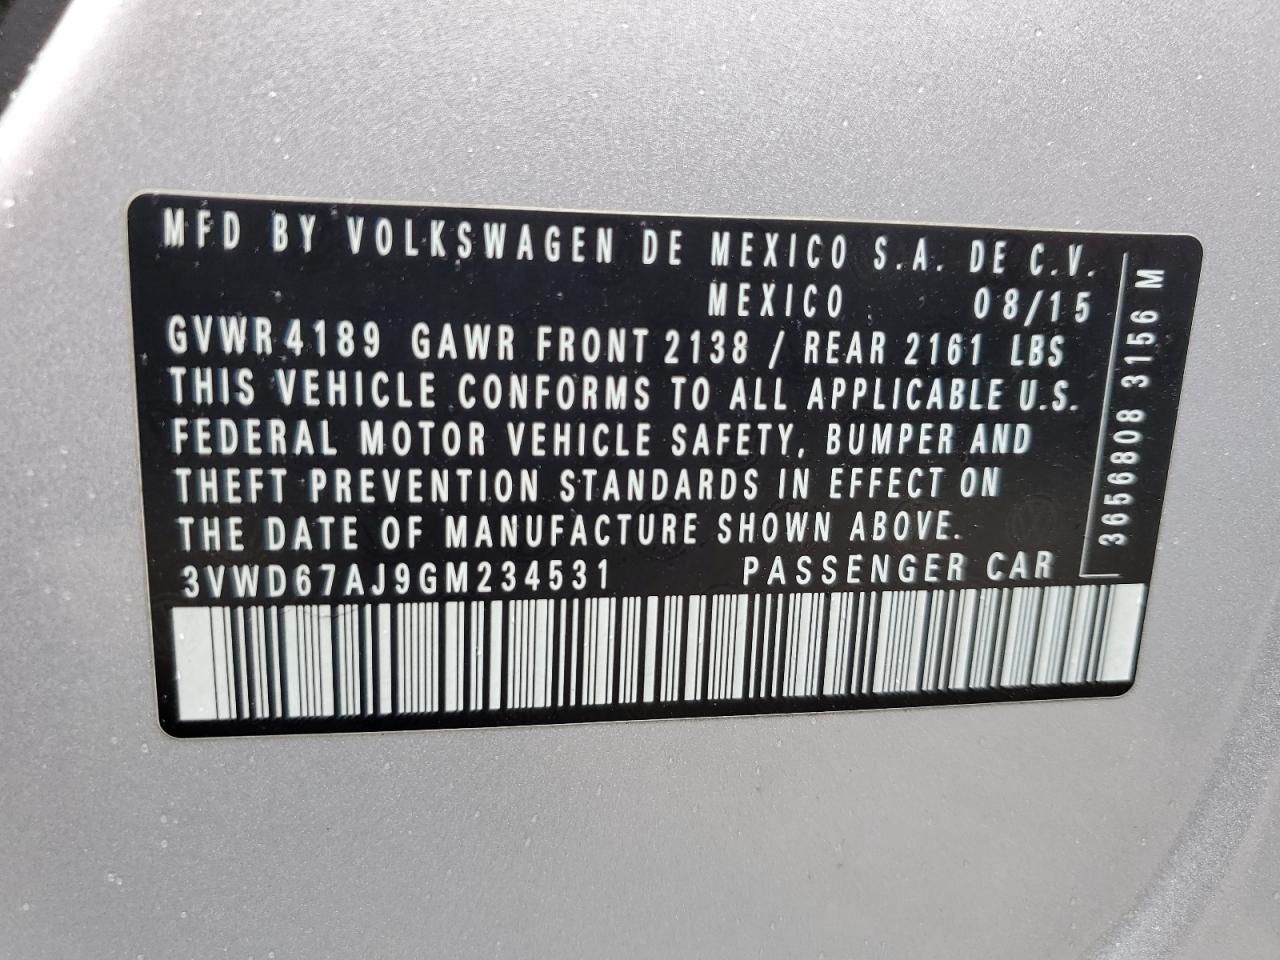 MFD BY VOLKSWAGEN DE MEXICO S.A. DE C.V.
MEXICO 08/15
GVWR 4189 GAWR FRONT 2138 / REAR 2161 LBS
THIS VEHICLE CONFORMS TO ALL APPLICABLE U.S.
FEDERAL MOTOR VEHICLE SAFETY, BUMPER AND
THEFT PREVENTION STANDARDS IN EFFECT ON
THE DATE OF MANUFACTURE SHOWN ABOVE.
3VWD67AJ9GM234531 PASSENGER CAR
3656808 3156 M